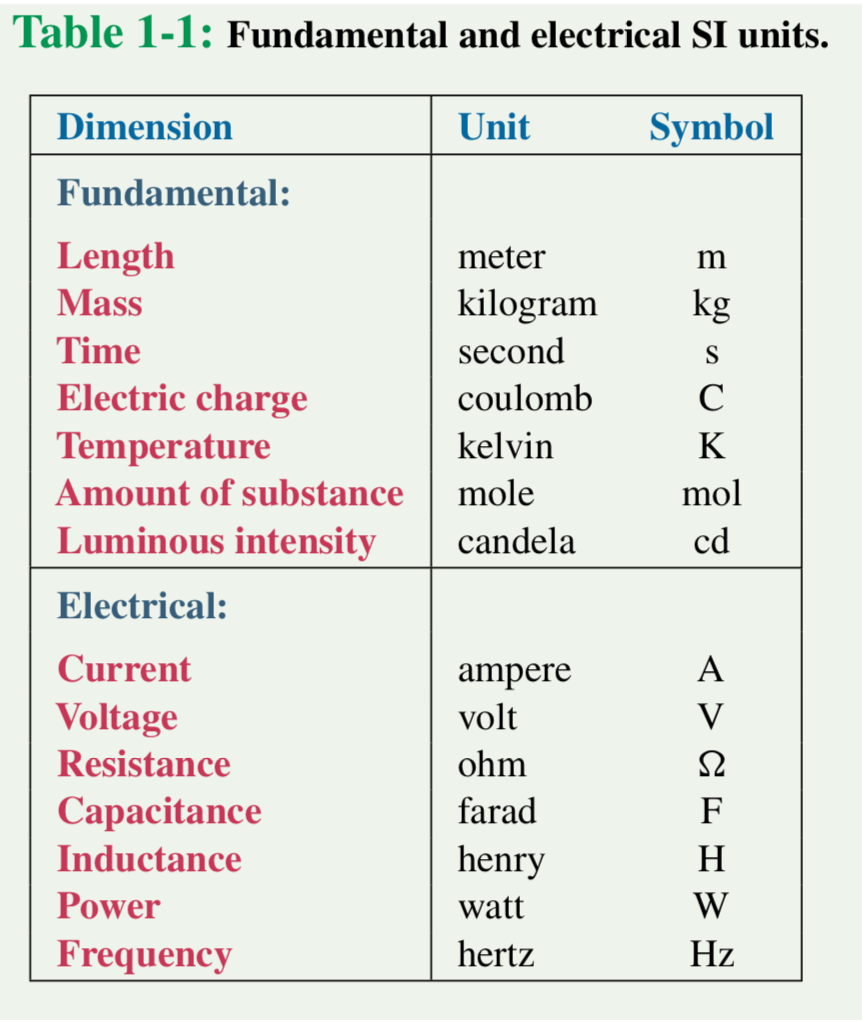 Table 1-1: Fundamental and electrical SI units.
Dimension Unit Symbol
Fundamental:
Length meter m
Mass kilogram kg
Time second s
Electric charge coulomb C
Temperature kelvin K
Amount of substance mole mol
Luminous intensity candela cd
Electrical:
Current ampere A
Voltage volt V
Resistance ohm Ω
Capacitance farad F
Inductance henry H
Power watt W
Frequency hertz Hz